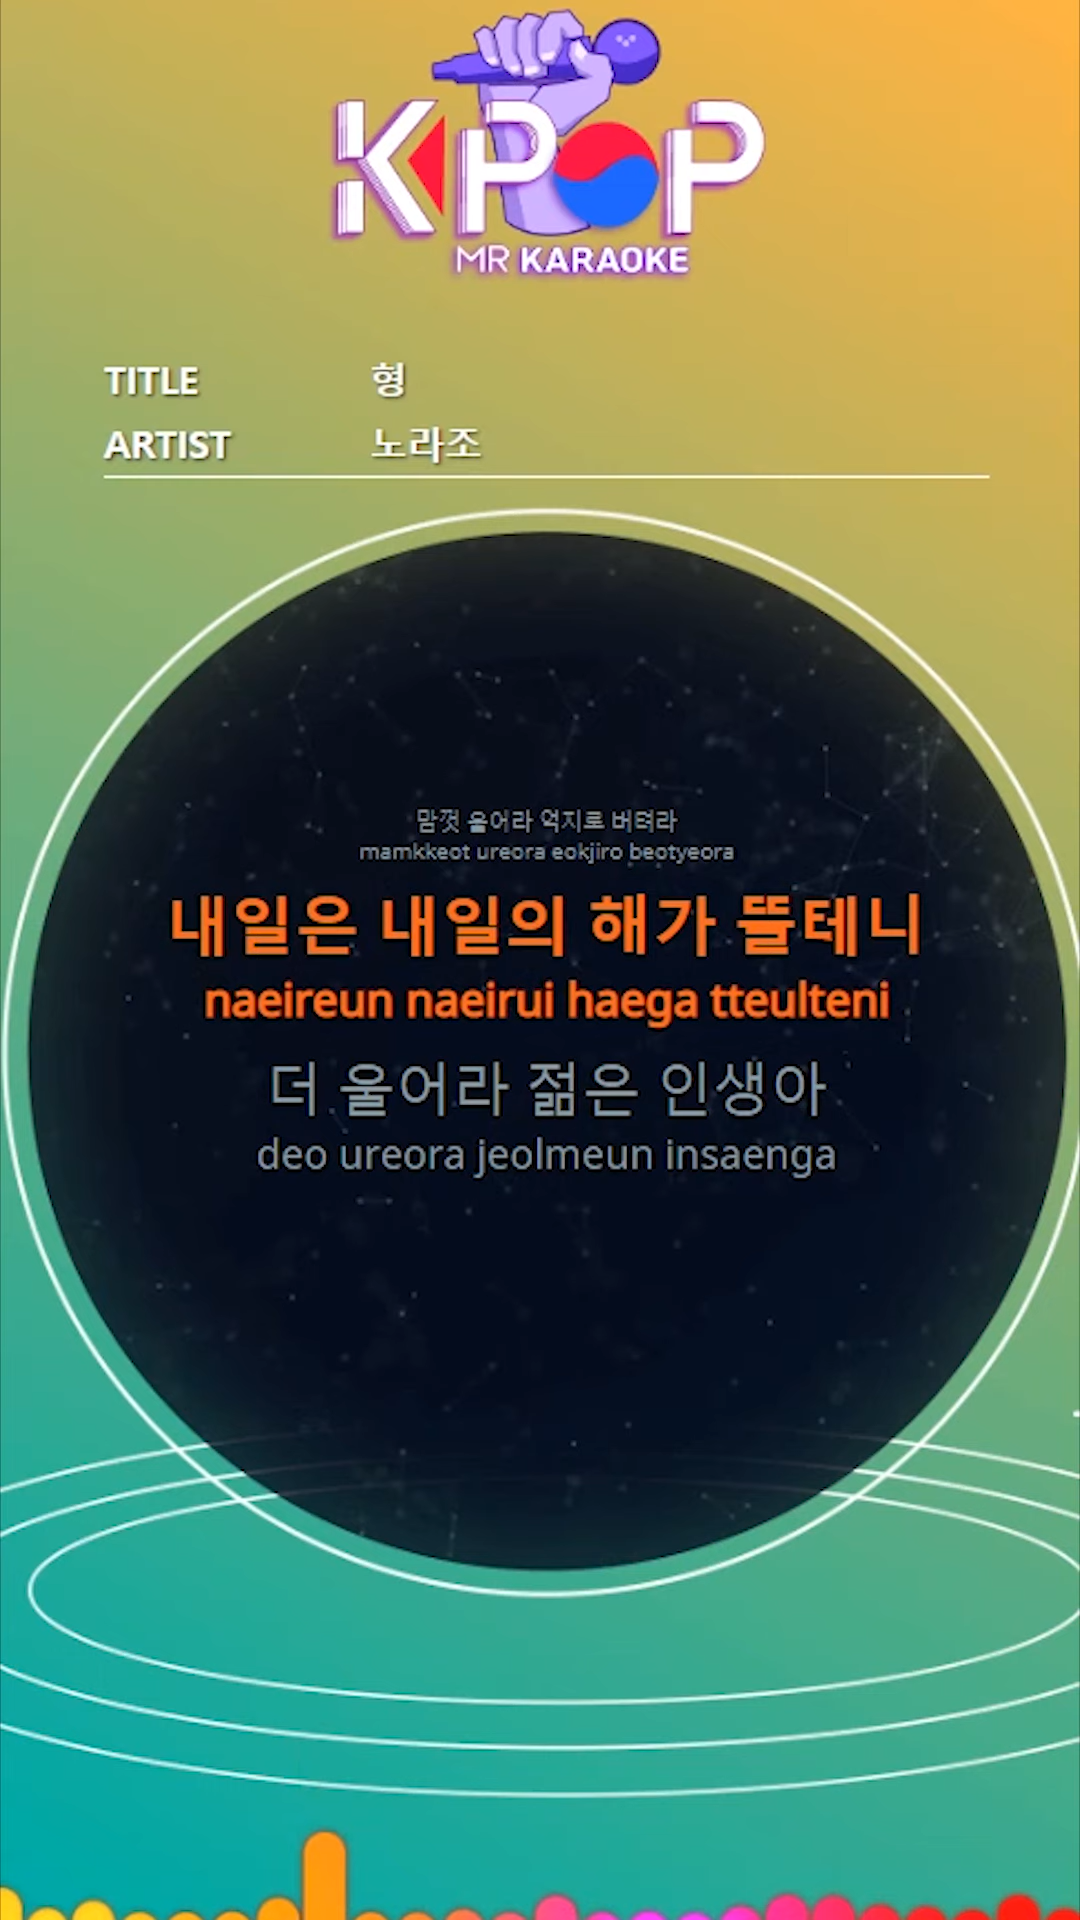 KPOP
MR KARAOKE
TITLE 형
ARTIST 노라조
맘껏 울어라 억지로 버텨라
mamkkeot ureora eokjiro beotyeora
내일은 내일의 해가 뜰테니
naeireun naeirui haega tteulteni
더 울어라 젊은 인생아
deo ureora jeolmeun insaenga